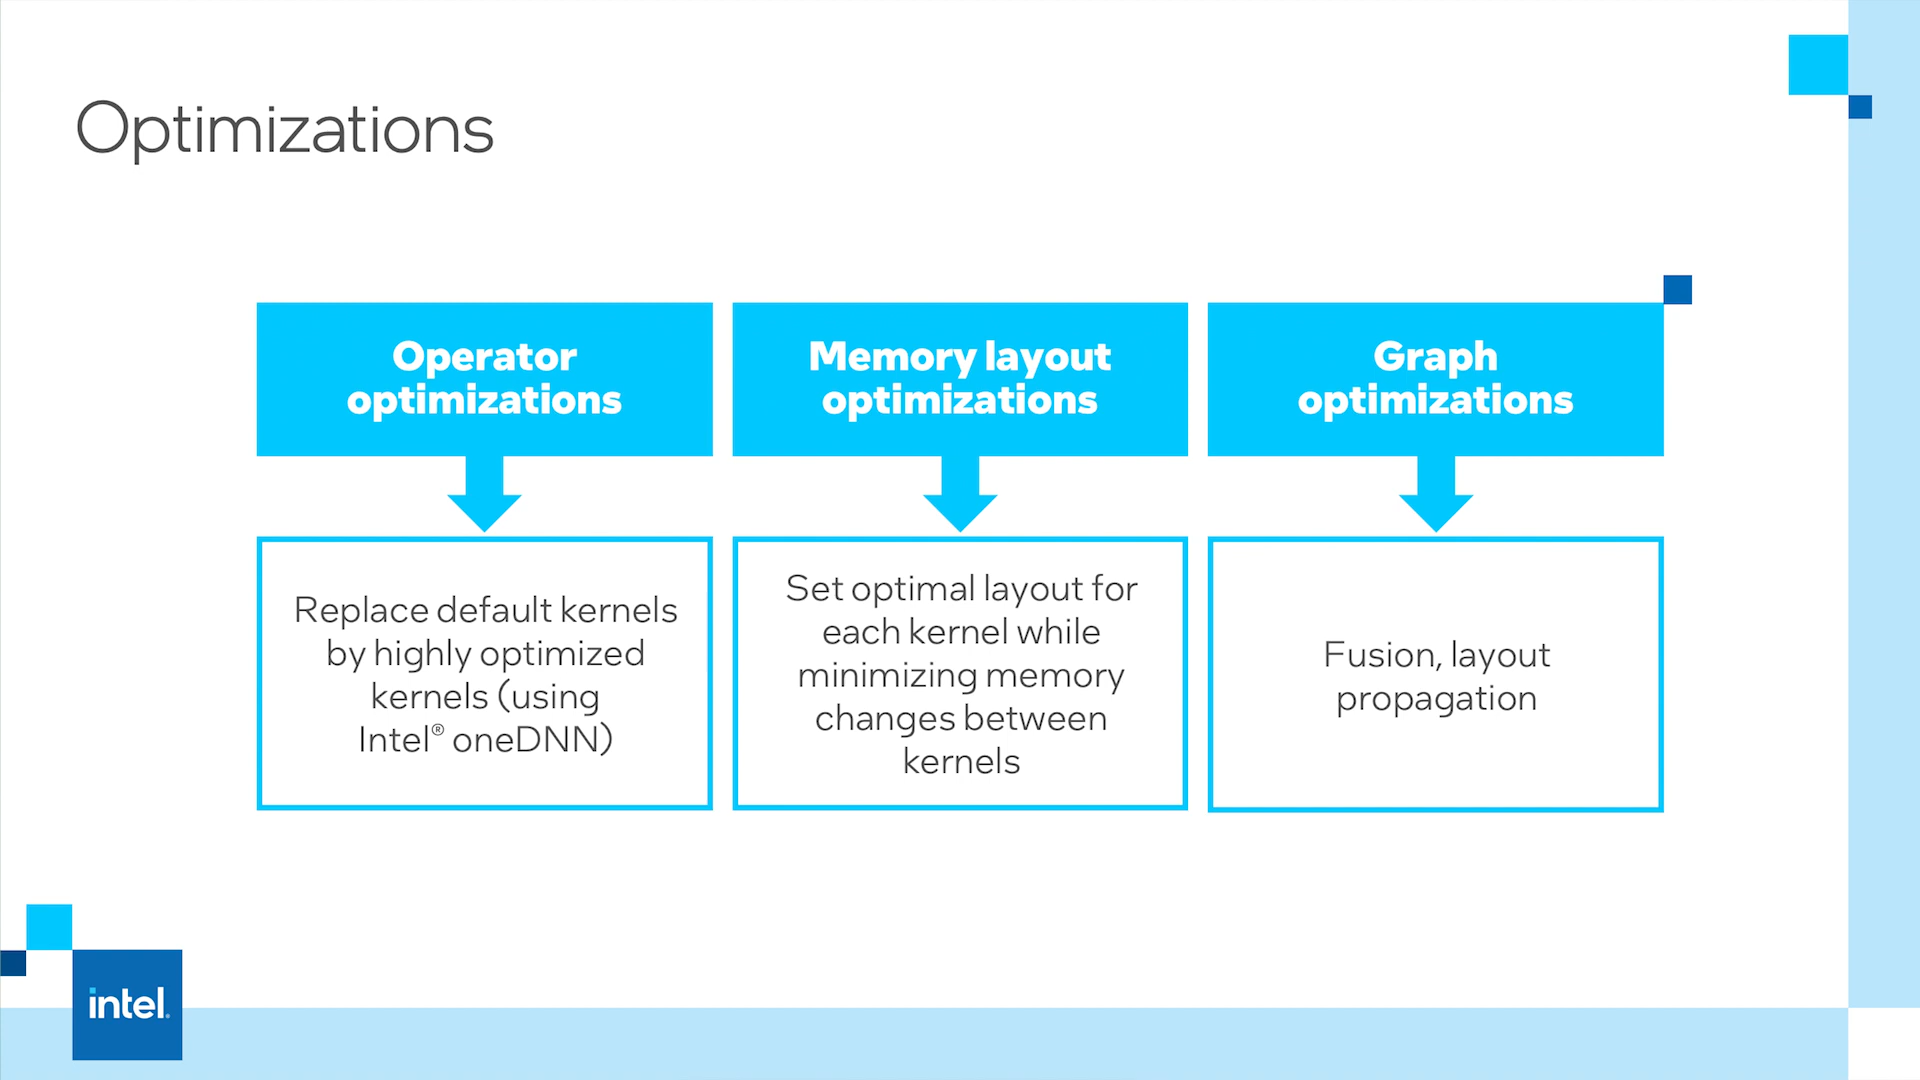 Optimizations
Operator
optimizations
Replace default kernels
by highly optimized
kernels (using
Intel® oneDNN)
Memory layout
optimizations
Set optimal layout for
each kernel while
minimizing memory
changes between
kernels
Graph
optimizations
Fusion, layout
propagation
intel.